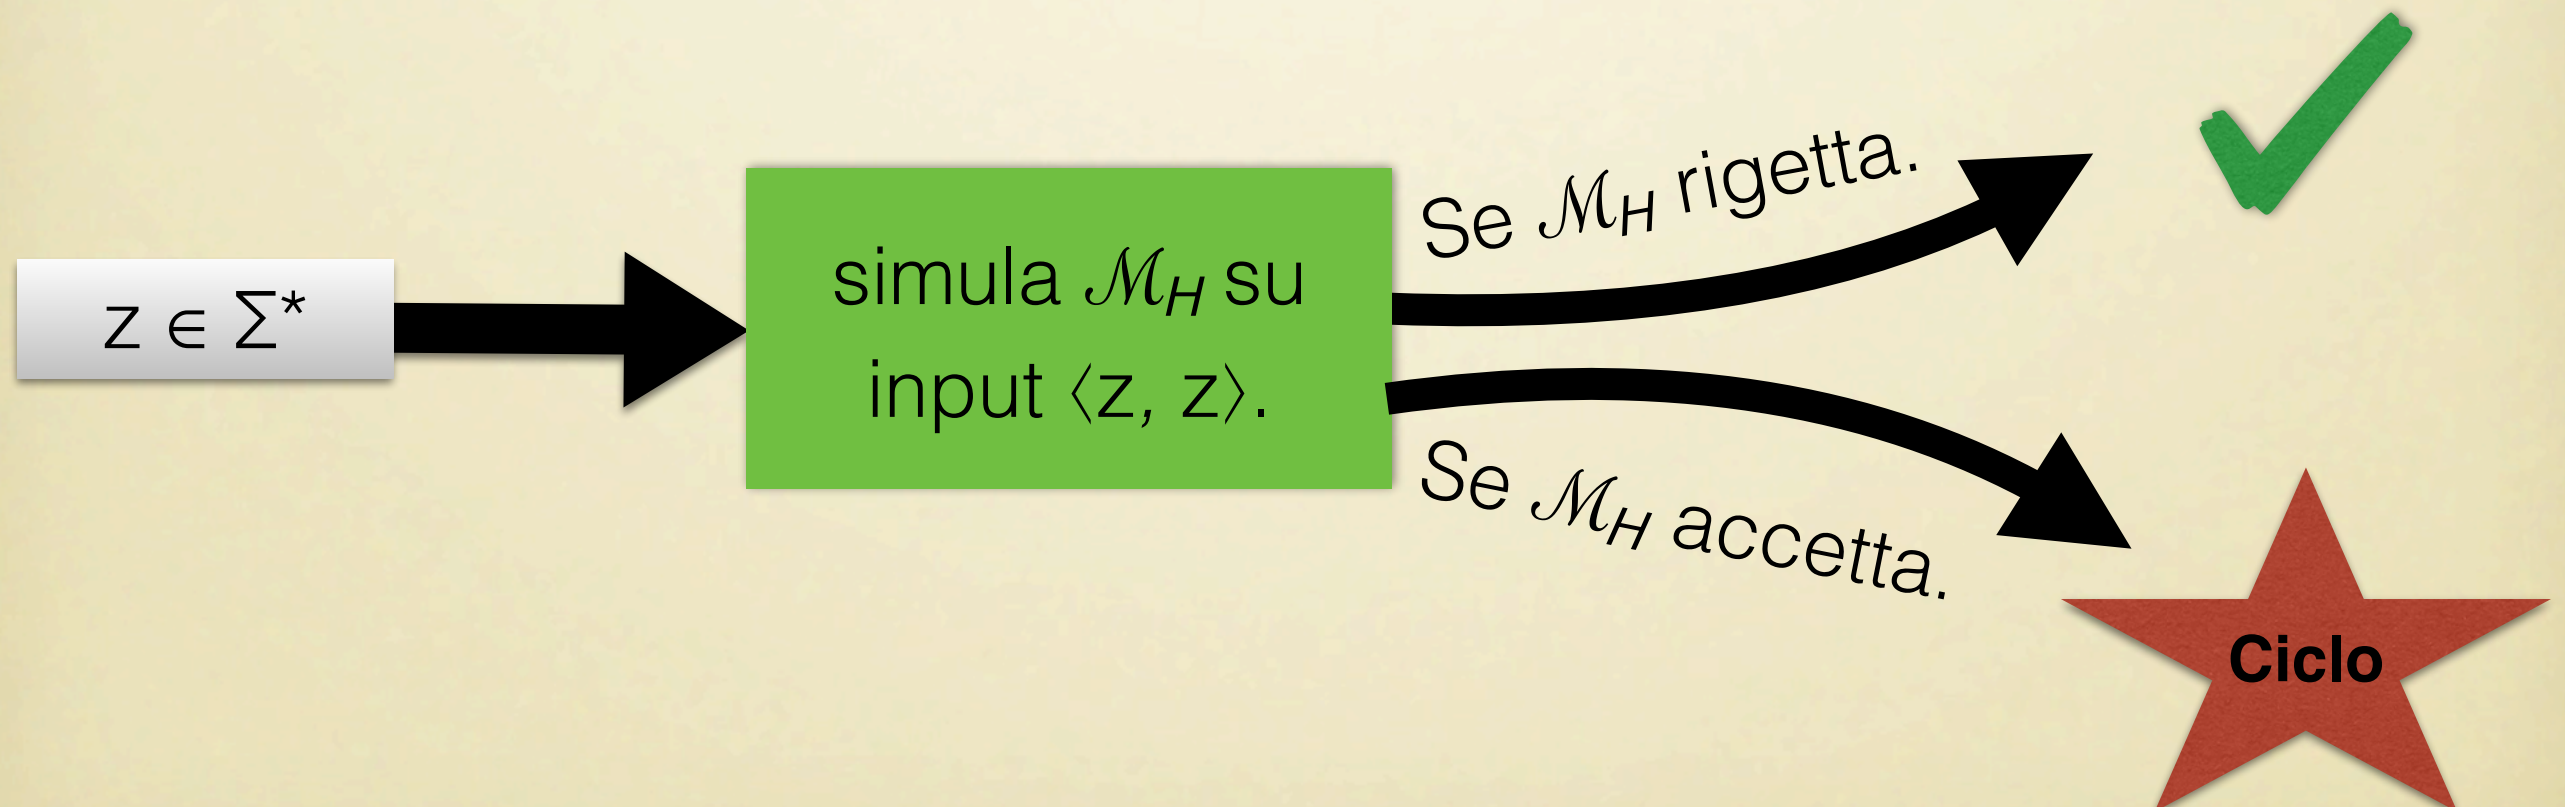 z ∈ Σ*
simula ℳH su
input ⟨z, z⟩.
Se ℳH rigetta.
Se ℳH accetta.
Ciclo